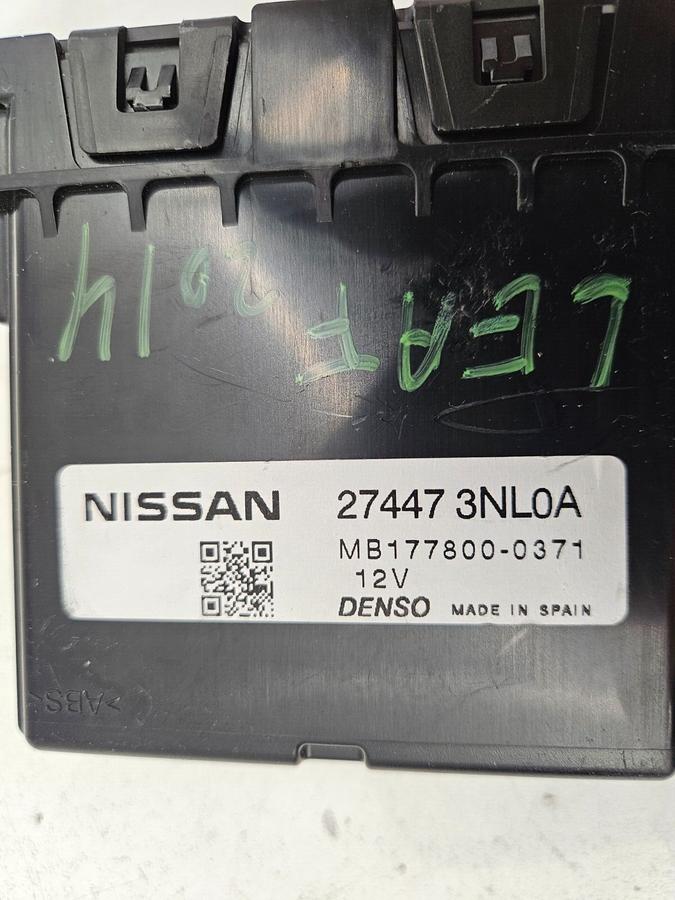 LEAF 2014
NISSAN 27447 3NL0A
MB177800-0371
12V
DENSO MADE IN SPAIN
>ABS<